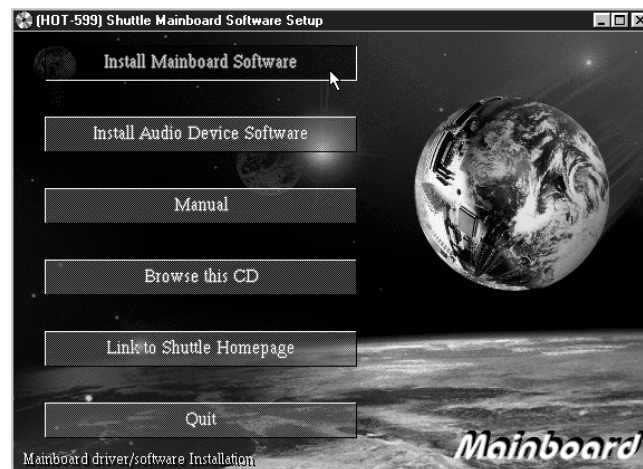 (HOT-599) Shuttle Mainboard Software Setup
Install Mainboard Software
Install Audio Device Software
Manual
Browse this CD
Link to Shuttle Homepage
Quit
Mainboard driver/software Installation
Mainboard